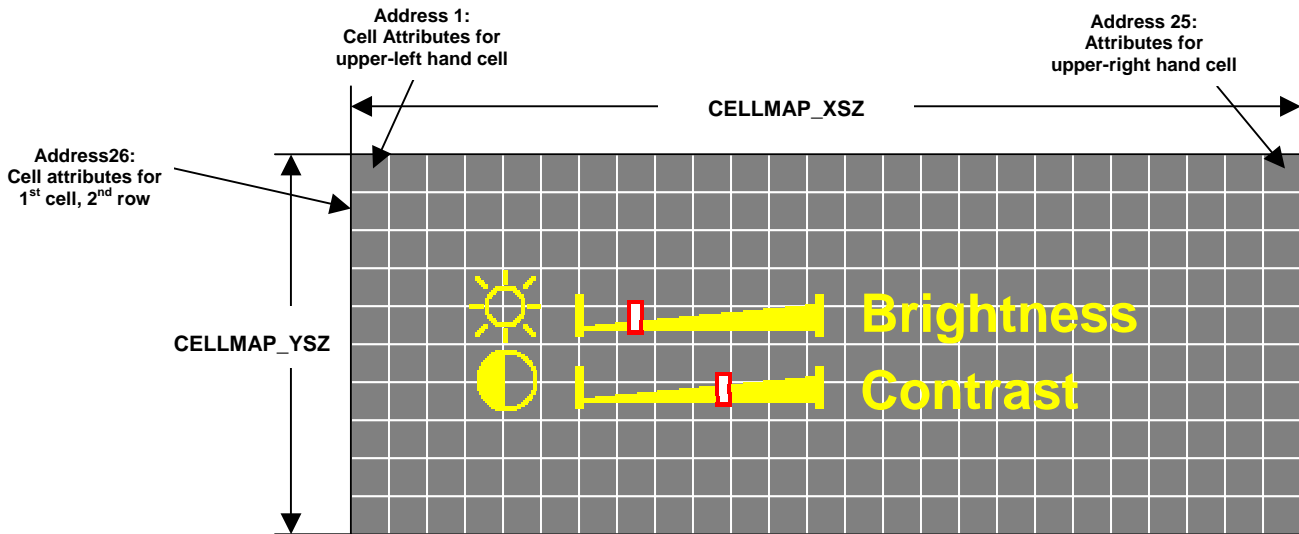 Address 1:
Cell Attributes for
upper-left hand cell
Address 25:
Attributes for
upper-right hand cell
CELLMAP_XSZ
Address26:
Cell attributes for
1st cell, 2nd row
CELLMAP_YSZ
Brightness
Contrast